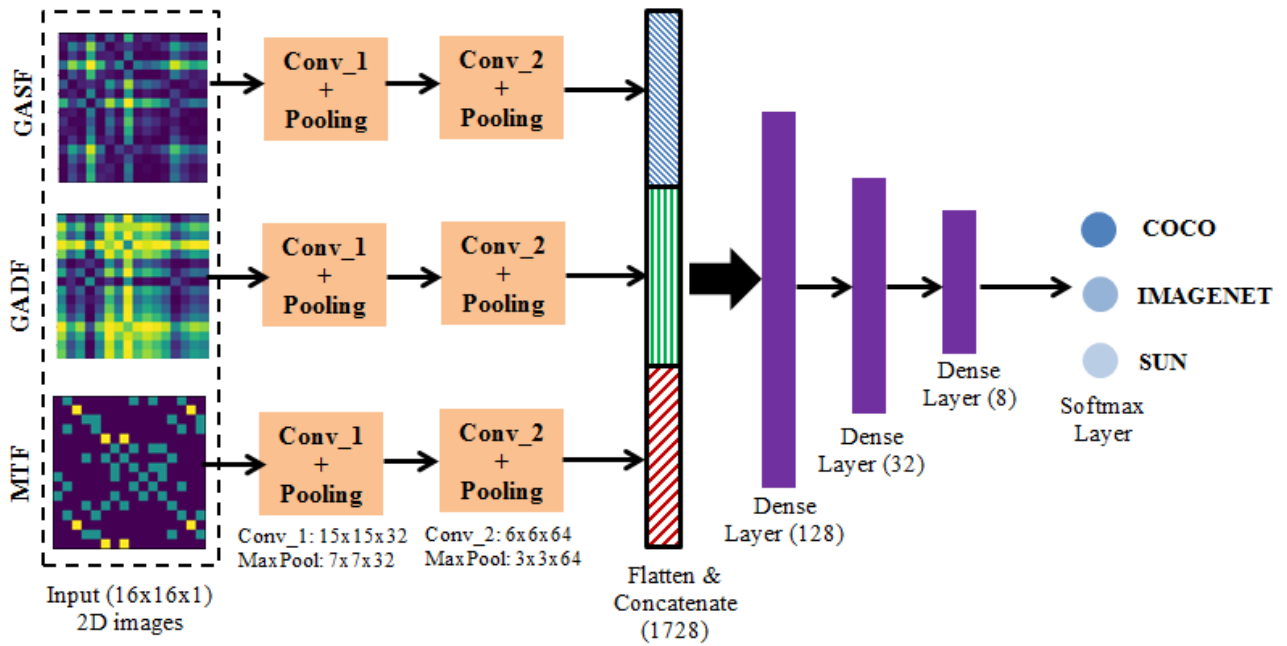 GASF
Conv_1
+
Pooling
Conv_2
+
Pooling
GADF
Conv_1
+
Pooling
Conv_2
+
Pooling
MTF
Conv_1
+
Pooling
Conv_2
+
Pooling
Conv_1: 15x15x32
MaxPool: 7x7x32
Conv_2: 6x6x64
MaxPool: 3x3x64
Input (16x16x1)
2D images
Flatten &
Concatenate
(1728)
Dense
Layer (128)
Dense
Layer (32)
Dense
Layer (8)
COCO
IMAGENET
SUN
Softmax
Layer